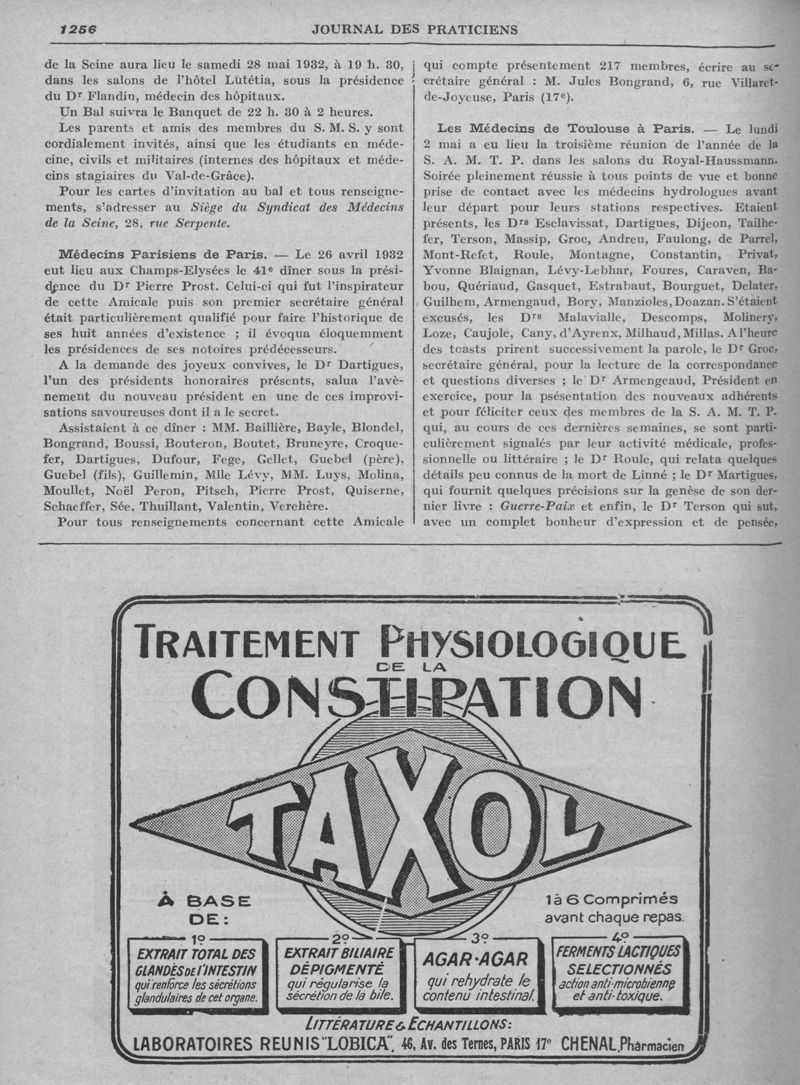 1256
JOURNAL DES PRATICIENS
de la Seine aura lieu le samedi 28 mai 1932, à 19 h. 30,
dans les salons de l'hôtel Lutétia, sous la présidence
du Dr Flandin, médecin des hôpitaux.
Un Bal suivra le Banquet de 22 h. 30 à 2 heures.
Les parents et amis des membres du S. M. S. y sont
cordialement invités, ainsi que les étudiants en méde-
cine, civils et militaires (internes des hôpitaux et méde-
cins stagiaires du Val-de-Grâce).
Pour les cartes d'invitation au bal et tous renseigne-
ments, s'adresser au Siège du Syndicat des Médecins
de la Seine, 28, rue Serpente.
Médecins Parisiens de Paris. — Le 26 avril 1932
eut lieu aux Champs-Elysées le 41e dîner sous la prési-
dence du Dr Pierre Prost. Celui-ci qui fut l'inspirateur
de cette Amicale puis son premier secrétaire général
était particulièrement qualifié pour faire l'historique de
ses huit années d'existence ; il évoqua éloquemment
les présidences de ses notoires prédécesseurs.
A la demande des joyeux convives, le Dr Dartigues,
l'un des présidents honoraires présents, salua l'avè-
nement du nouveau président en une de ces improvi-
sations savoureuses dont il a le secret.
Assistaient à ce dîner : MM. Baillière, Bayle, Blondel,
Bongrand, Boussi, Bouteron, Boutet, Bruneyre, Croque-
fer, Dartigues, Dufour, Fege, Gellet, Guebel (père),
Guebel (fils), Guillemin, Mlle Lévy, MM. Luys, Molina,
Moullet, Noël Peron, Pitsch, Pierre Prost, Quiserne,
Schaeffer, Sée, Thuillant, Valentin, Verchère.
Pour tous renseignements concernant cette Amicale
qui compte présentement 217 membres, écrire au se-
crétaire général : M. Jules Bongrand, 6, rue Villaret-
de-Joyeuse, Paris (17e).
Les Médecins de Toulouse à Paris. — Le lundi
2 mai a eu lieu la troisième réunion de l'année de la
S. A. M. T. P. dans les salons du Royal-Haussmann.
Soirée pleinement réussie à tous points de vue et bonne
prise de contact avec les médecins hydrologues avant
leur départ pour leurs stations respectives. Etaient
présents, les Drs Esclavissat, Dartigues, Dijeon, Tailhe-
fer, Terson, Massip, Groc, Andreu, Faulong, de Parrel,
Mont-Refet, Roule, Montagne, Constantin, Privat,
Yvonne Blaignan, Lévy-Lebhar, Foures, Caraven, Ba-
bou, Quériaud, Gasquet, Estrabaut, Bourguet, Delater,
Guilhem, Armengaud, Bory, Manzioles, Doazan. S'étaient
excusés, les Drs Malavialle, Descomps, Molinery,
Loze, Caujole, Cany, d'Ayrenx, Milhaud, Millas. A l'heure
des toasts prirent successivement la parole, le Dr Groc,
secrétaire général, pour la lecture de la correspondance
et questions diverses ; le Dr Armengeaud, Président en
exercice, pour la psésentation des nouveaux adhérents
et pour féliciter ceux des membres de la S. A. M. T. P.
qui, au cours de ces dernières semaines, se sont parti-
culièrement signalés par leur activité médicale, profes-
sionnelle ou littéraire ; le Dr Roule, qui relata quelques
détails peu connus de la mort de Linné ; le Dr Martigues,
qui fournit quelques précisions sur la genèse de son der-
nier livre : Guerre-Paix et enfin, le Dr Terson qui sut,
avec un complet bonheur d'expression et de pensée,
TRAITEMENT PHYSIOLOGIQUE
DE LA
CONSTIPATION
TAXOL
À BASE
DE :
1 à 6 Comprimés
avant chaque repas.
1º
EXTRAIT TOTAL DES
GLANDES DE L'INTESTIN
qui renforce les sécrétions
glandulaires de cet organe.
2º
EXTRAIT BILIAIRE
DÉPIGMENTÉ
qui régularise la
sécrétion de la bile.
3º
AGAR-AGAR
qui rehydrate le
contenu intestinal.
4º
FERMENTS LACTIQUES
SELECTIONNÉS
action anti-microbienne
et anti-toxique.
LITTÉRATURE & ECHANTILLONS :
LABORATOIRES REUNIS "LOBICA", 46, Av. des Ternes, PARIS 17e CHENAL, Pharmacien